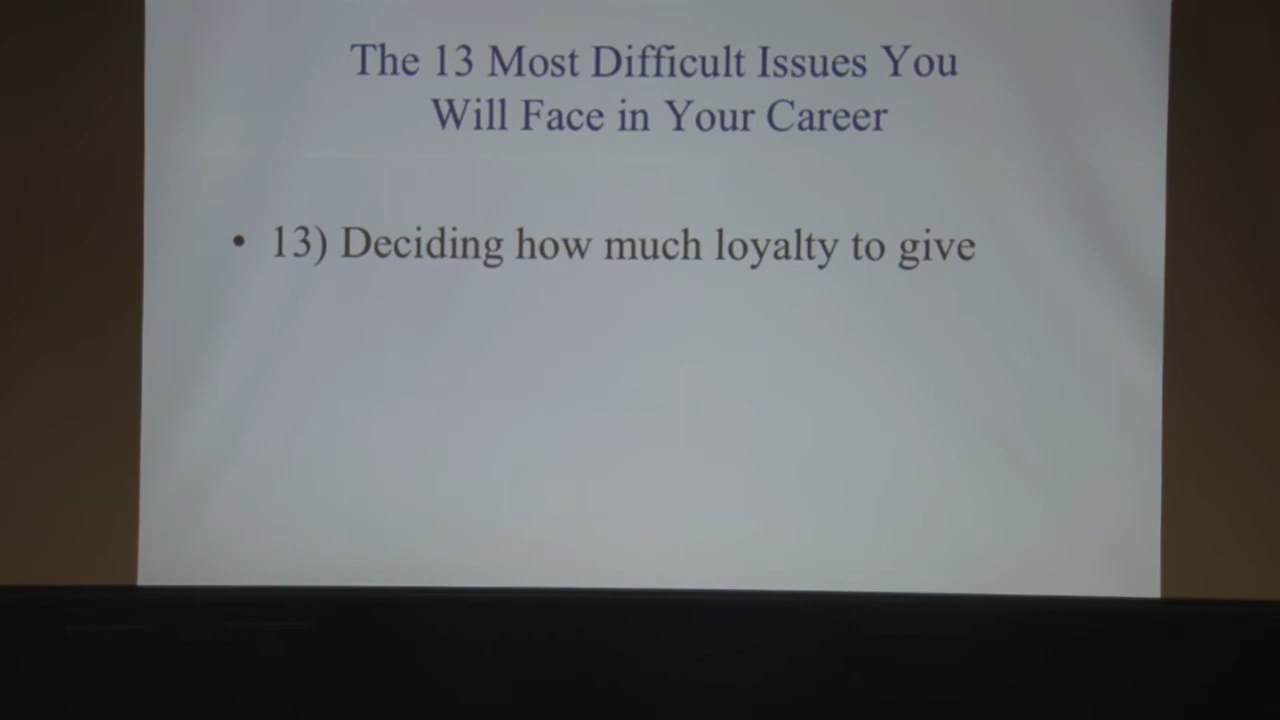 The 13 Most Difficult Issues You
Will Face in Your Career
• 13) Deciding how much loyalty to give